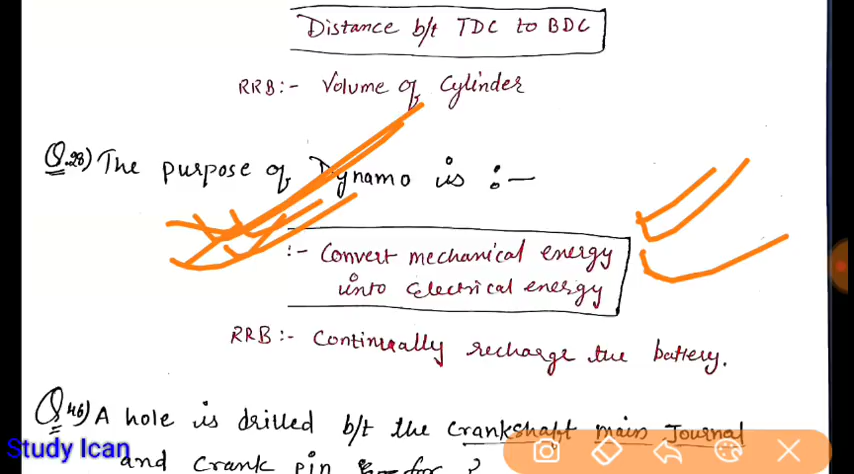 Distance b/t TDC to BDC
RRB:- Volume of Cylinder
Q.28) The purpose of Dynamo is :-
:- Convert mechanical energy
into Electrical energy
RRB:- Continually recharge the battery.
Q.46) A hole is drilled b/t the crankshaft main Journal
Study Ican
and crank pin is for ?